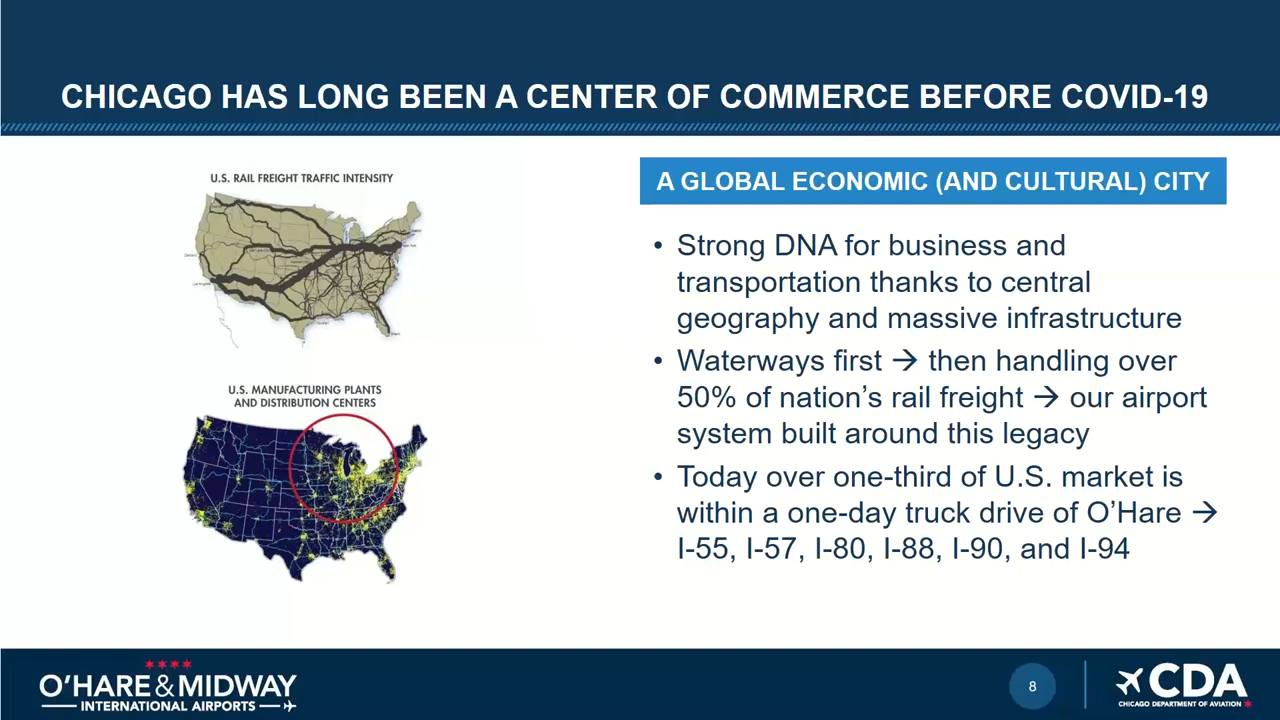 CHICAGO HAS LONG BEEN A CENTER OF COMMERCE BEFORE COVID-19
U.S. RAIL FREIGHT TRAFFIC INTENSITY
U.S. MANUFACTURING PLANTS
AND DISTRIBUTION CENTERS
A GLOBAL ECONOMIC (AND CULTURAL) CITY
• Strong DNA for business and
transportation thanks to central
geography and massive infrastructure
• Waterways first → then handling over
50% of nation’s rail freight → our airport
system built around this legacy
• Today over one-third of U.S. market is
within a one-day truck drive of O’Hare →
I-55, I-57, I-80, I-88, I-90, and I-94
O’HARE & MIDWAY
INTERNATIONAL AIRPORTS
8
CDA
CHICAGO DEPARTMENT OF AVIATION